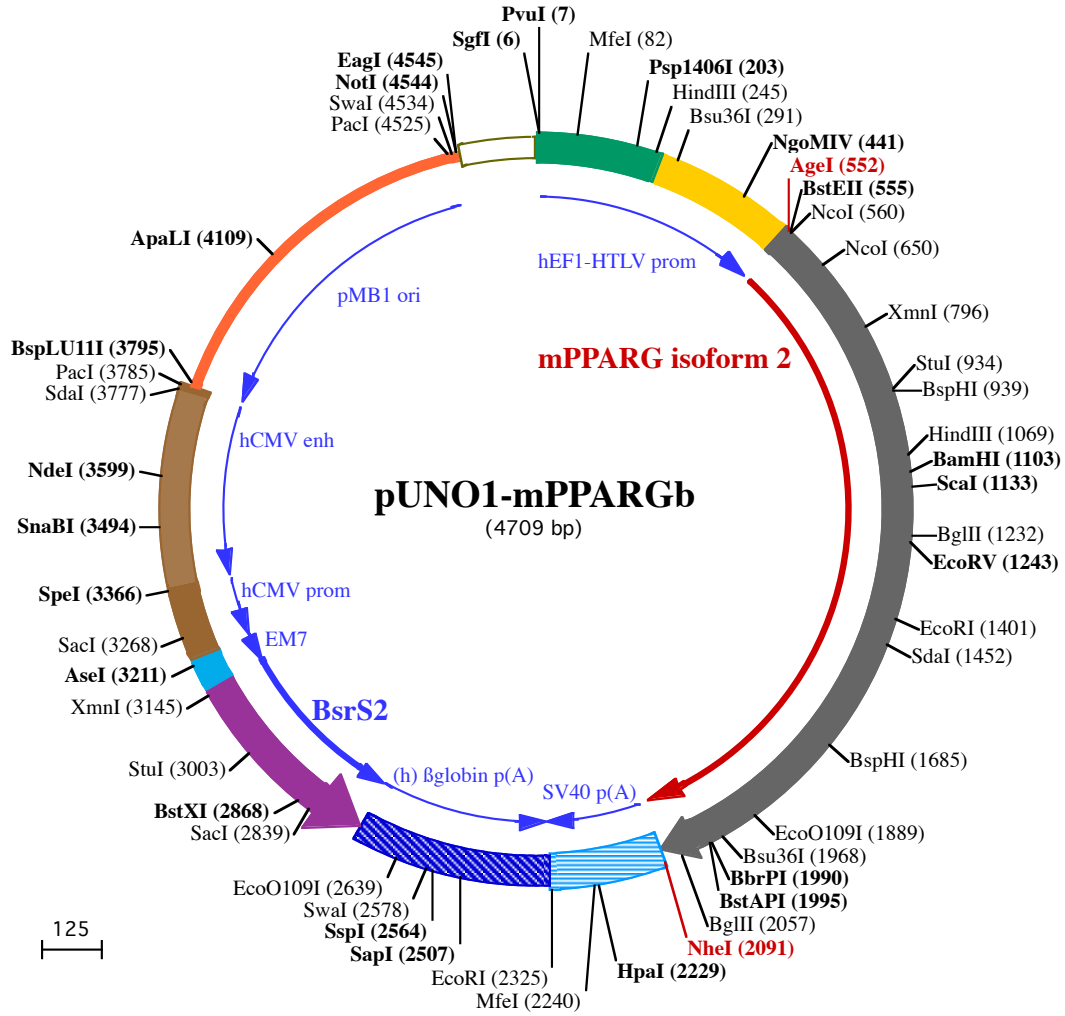 PvuI (7)
SgfI (6)
MfeI (82)
EagI (4545)
Psp1406I (203)
NotI (4544)
HindIII (245)
SwaI (4534)
Bsu36I (291)
PacI (4525)
NgoMIV (441)
AgeI (552)
BstEII (555)
NcoI (560)
ApaLI (4109)
NcoI (650)
hEF1-HTLV prom
pMB1 ori
XmnI (796)
BspLU11I (3795)
mPPARG isoform 2
StuI (934)
PacI (3785)
BspHI (939)
SdaI (3777)
HindIII (1069)
hCMV enh
BamHI (1103)
NdeI (3599)
ScaI (1133)
pUNO1-mPPARGb
SnaBI (3494)
(4709 bp)
BglII (1232)
EcoRV (1243)
SpeI (3366)
hCMV prom
EcoRI (1401)
EM7
SacI (3268)
SdaI (1452)
AseI (3211)
XmnI (3145)
BsrS2
BspHI (1685)
StuI (3003)
(h) ßglobin p(A)
SV40 p(A)
BstXI (2868)
SacI (2839)
EcoO109I (1889)
Bsu36I (1968)
BbrPI (1990)
EcoO109I (2639)
BstAPI (1995)
SwaI (2578)
BglII (2057)
SspI (2564)
125
NheI (2091)
SapI (2507)
HpaI (2229)
EcoRI (2325)
MfeI (2240)